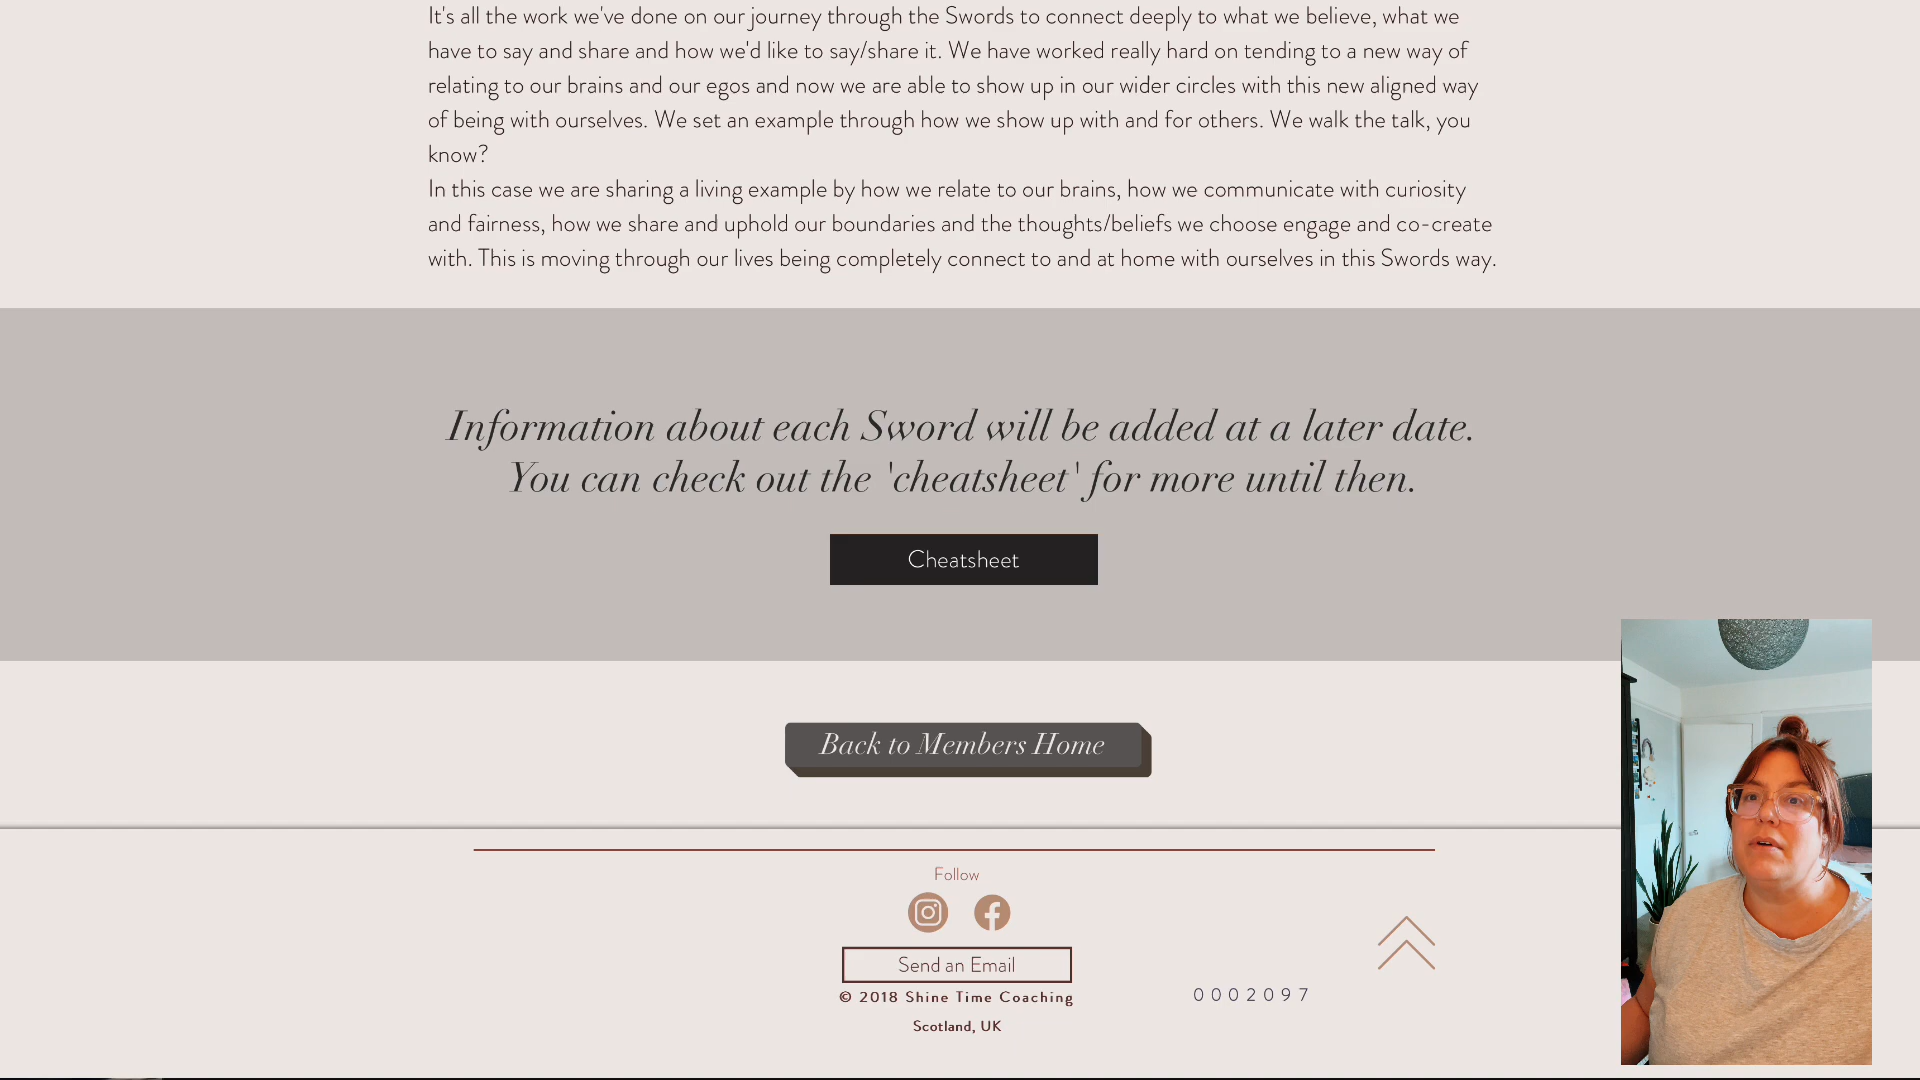 It's all the work we've done on our journey through the Swords to connect deeply to what we believe, what we
have to say and share and how we'd like to say/share it. We have worked really hard on tending to a new way of
relating to our brains and our egos and now we are able to show up in our wider circles with this new aligned way
of being with ourselves. We set an example through how we show up with and for others. We walk the talk, you
know?
In this case we are sharing a living example by how we relate to our brains, how we communicate with curiosity
and fairness, how we share and uphold our boundaries and the thoughts/beliefs we choose engage and co-create
with. This is moving through our lives being completely connect to and at home with ourselves in this Swords way.
Information about each Sword will be added at a later date.
You can check out the 'cheatsheet' for more until then.
Cheatsheet
Back to Members Home
Follow
Send an Email
© 2018 Shine Time Coaching
Scotland, UK
0002097